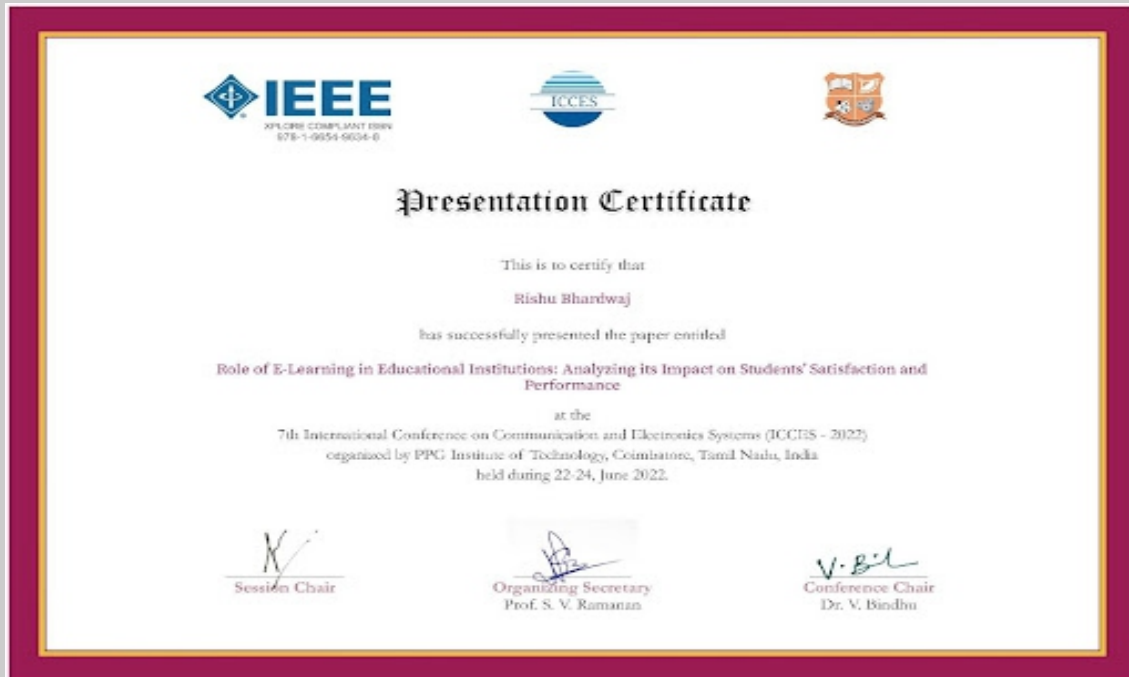 IEEE
XPLORE COMPLIANT ISBN
978-1-6654-9634-6
ICCES
Presentation Certificate
This is to certify that
Rishu Bhardwaj
has successfully presented the paper entitled
Role of E-Learning in Educational Institutions: Analyzing its Impact on Students' Satisfaction and
Performance
at the
7th International Conference on Communication and Electronics Systems (ICCES - 2022)
organized by PPG Institute of Technology, Coimbatore, Tamil Nadu, India
held during 22-24, June 2022.
V. Bil
Session Chair
Organizing Secretary
Conference Chair
Prof. S. V. Ramanan
Dr. V. Bindhu